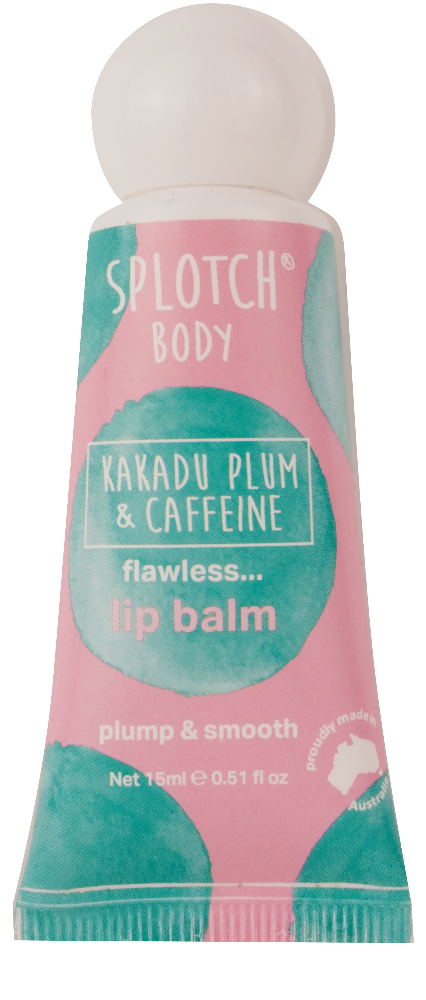 SPLOTCH®
BODY
KAKADU PLUM
& CAFFEINE
flawless...
lip balm
plump & smooth
Net 15ml ℮ 0.51 fl oz
proudly made in
Australia